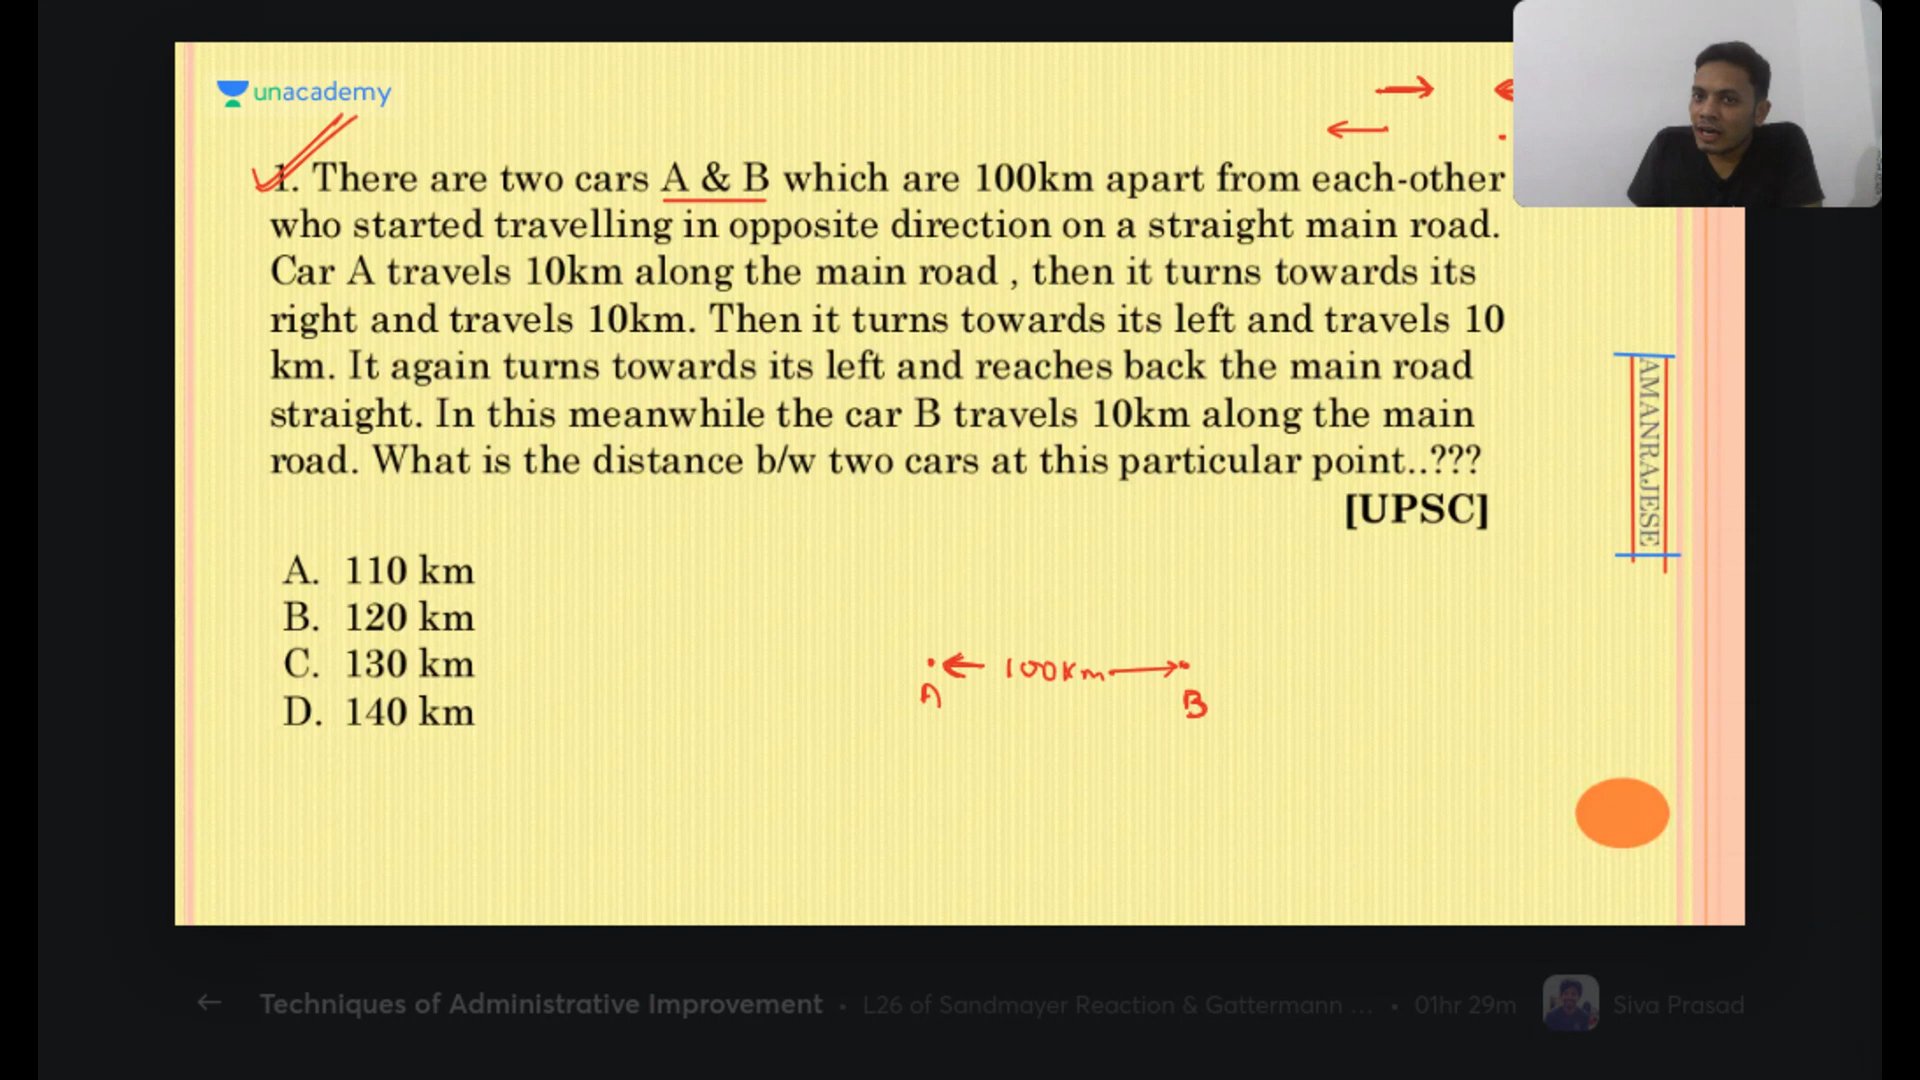 unacademy
1. There are two cars A & B which are 100km apart from each-other
who started travelling in opposite direction on a straight main road.
Car A travels 10km along the main road , then it turns towards its
right and travels 10km. Then it turns towards its left and travels 10
km. It again turns towards its left and reaches back the main road
straight. In this meanwhile the car B travels 10km along the main
road. What is the distance b/w two cars at this particular point..???
[UPSC]
A. 110 km
B. 120 km
C. 130 km
D. 140 km
100km
A
B
AMANRAJESE
Techniques of Administrative Improvement • L26 of Sandmayer Reaction & Gattermann ... • 01hr 29m
Siva Prasad